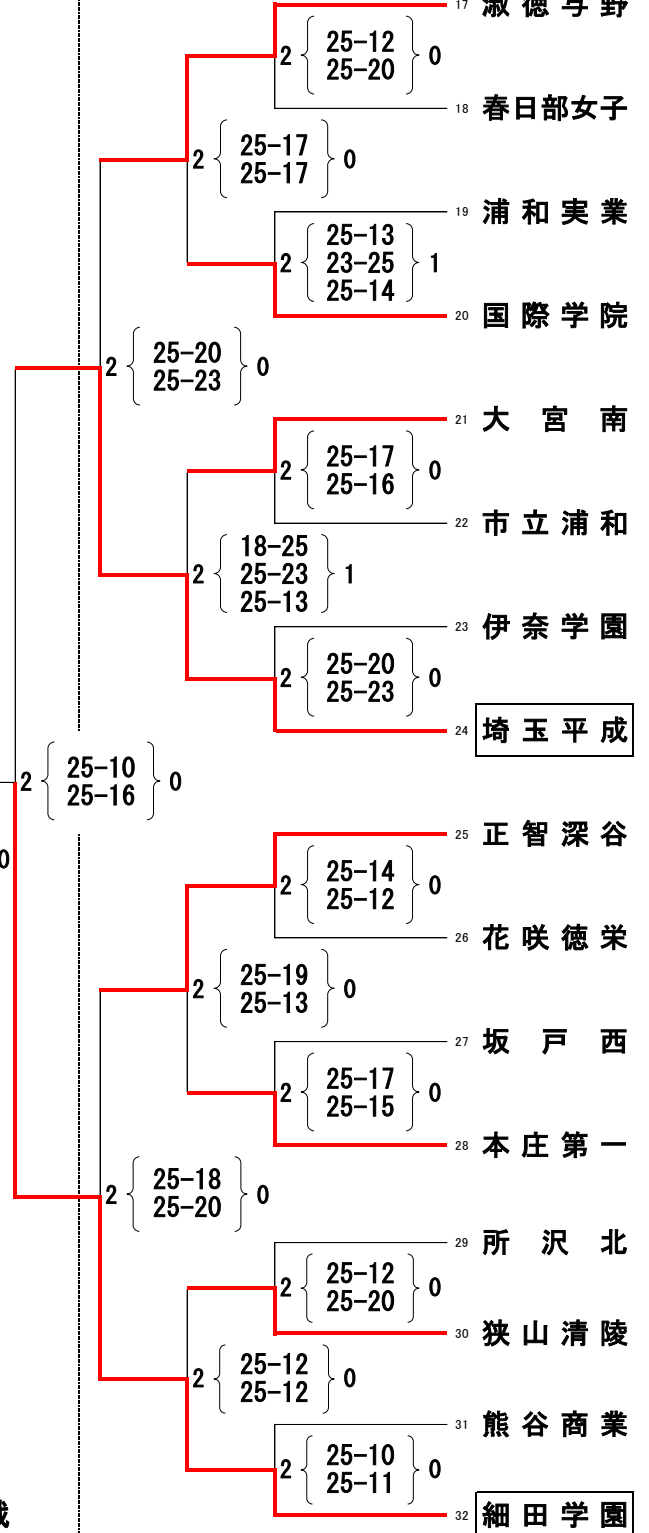 17 淑徳与野
2 25-12 0
25-20
18 春日部女子
2 25-17 0
25-17
19 浦和実業
25-13
2 23-25 1
25-14
20 国際学院
2 25-20 0
25-23
21 大宮南
2 25-17 0
25-16
22 市立浦和
18-25
2 25-23 1
25-13
23 伊奈学園
2 25-20 0
25-23
24 埼玉平成
2 25-10 0
25-16
25 正智深谷
0
2 25-14 0
25-12
26 花咲徳栄
2 25-19 0
25-13
27 坂戸西
2 25-17 0
25-15
28 本庄第一
2 25-18 0
25-20
29 所沢北
2 25-12 0
25-20
30 狭山清陵
2 25-12 0
25-12
31 熊谷商業
2 25-10 0
25-11
32 細田学園